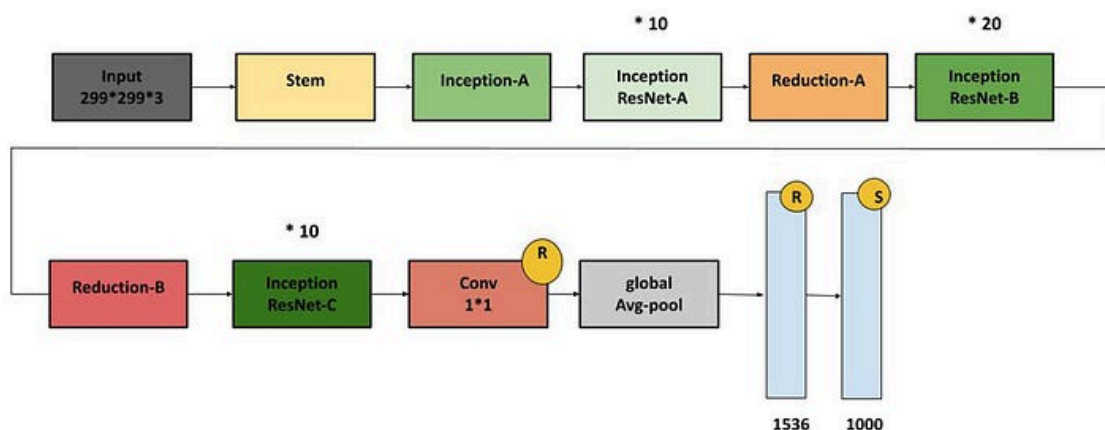 * 10
* 20
Input
299*299*3
Stem
Inception-A
Inception
ResNet-A
Reduction-A
Inception
ResNet-B
* 10
Reduction-B
Inception
ResNet-C
Conv
1*1
R
global
Avg-pool
R
S
1536
1000